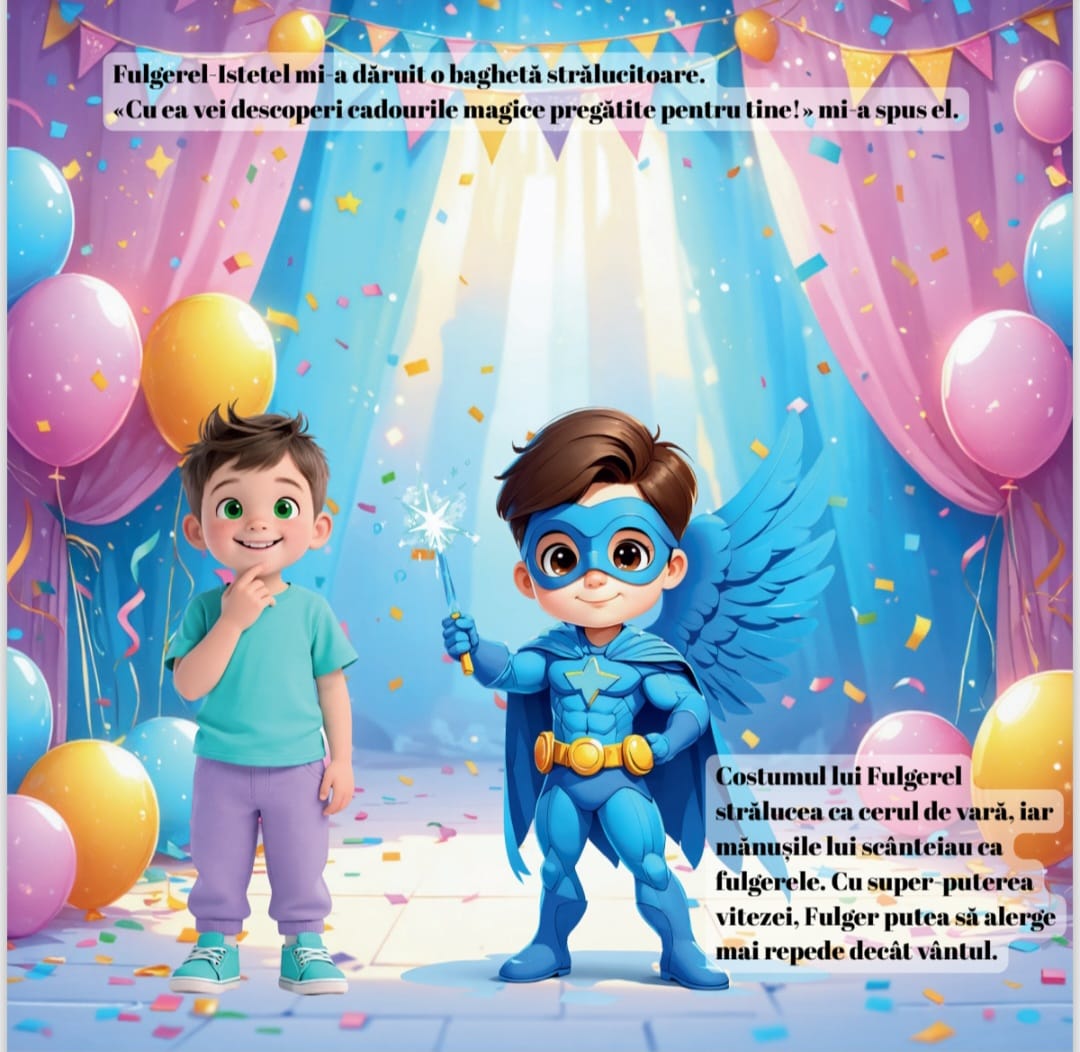 Fulgerel-Istetel mi-a dăruit o baghetă strălucitoare.
«Cu ea vei descoperi cadourile magice pregătite pentru tine!» mi-a spus el.
Costumul lui Fulgerel
strălucea ca cerul de vară, iar
mănușile lui scânteiau ca
fulgerele. Cu super-puterea
vitezei, Fulger putea să alerge
mai repede decât vântul.